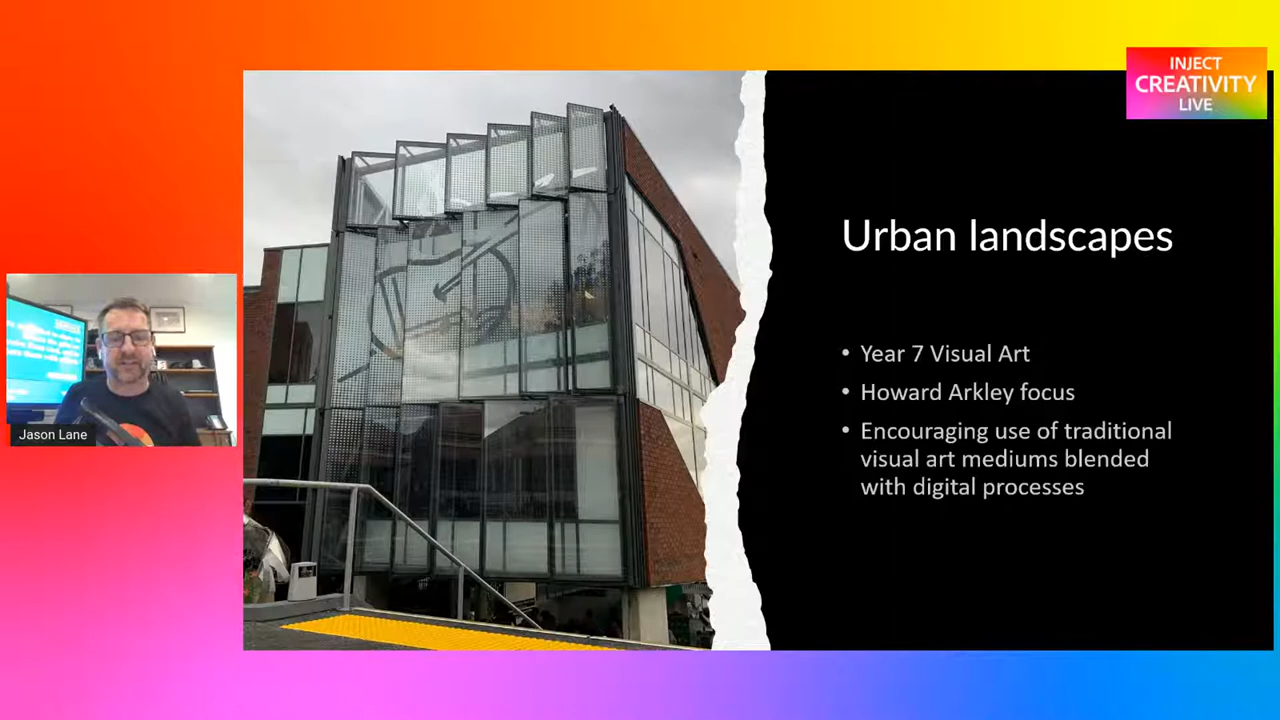 INJECT
CREATIVITY
LIVE
Urban landscapes
• Year 7 Visual Art
• Howard Arkley focus
• Encouraging use of traditional
visual art mediums blended
with digital processes
Jason Lane